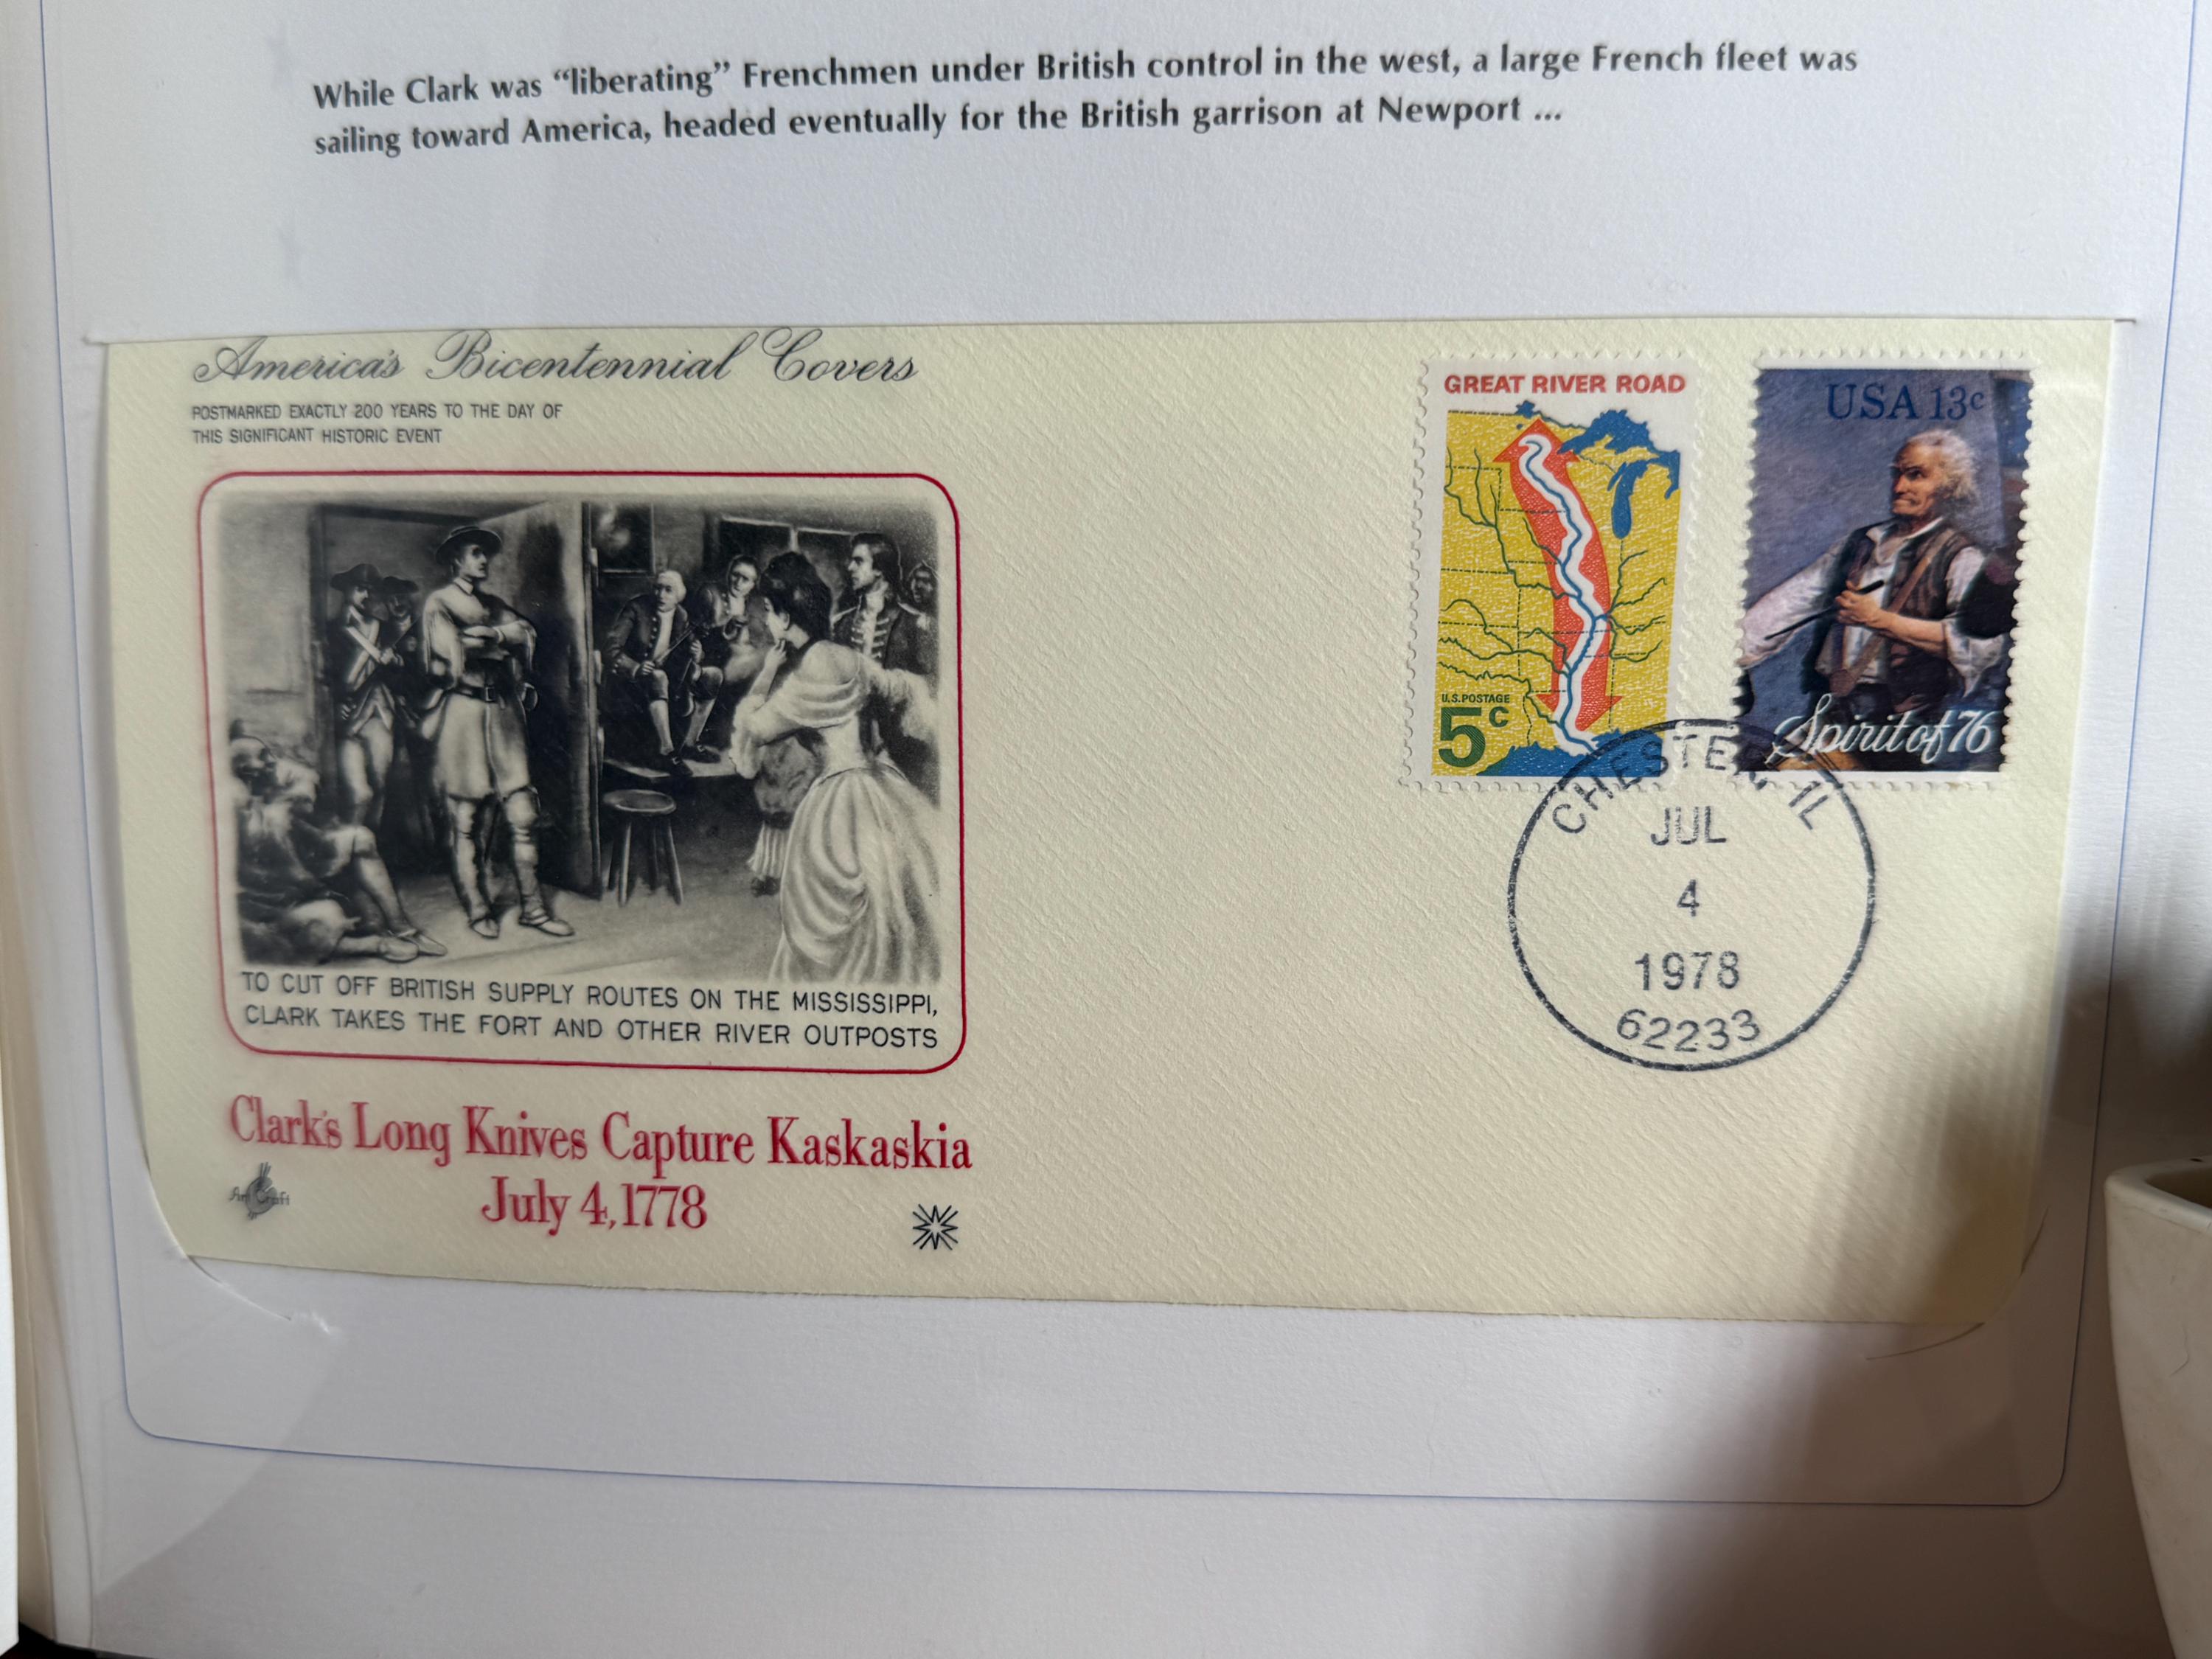 While Clark was “liberating” Frenchmen under British control in the west, a large French fleet was
sailing toward America, headed eventually for the British garrison at Newport ...
America's Bicentennial Covers
POSTMARKED EXACTLY 200 YEARS TO THE DAY OF
THIS SIGNIFICANT HISTORIC EVENT
TO CUT OFF BRITISH SUPPLY ROUTES ON THE MISSISSIPPI,
CLARK TAKES THE FORT AND OTHER RIVER OUTPOSTS
Clark's Long Knives Capture Kaskaskia
July 4, 1778
Art Craft
GREAT RIVER ROAD
U.S. POSTAGE
5c
USA 13c
Spirit of 76
CHESTER IL
JUL
4
1978
62233